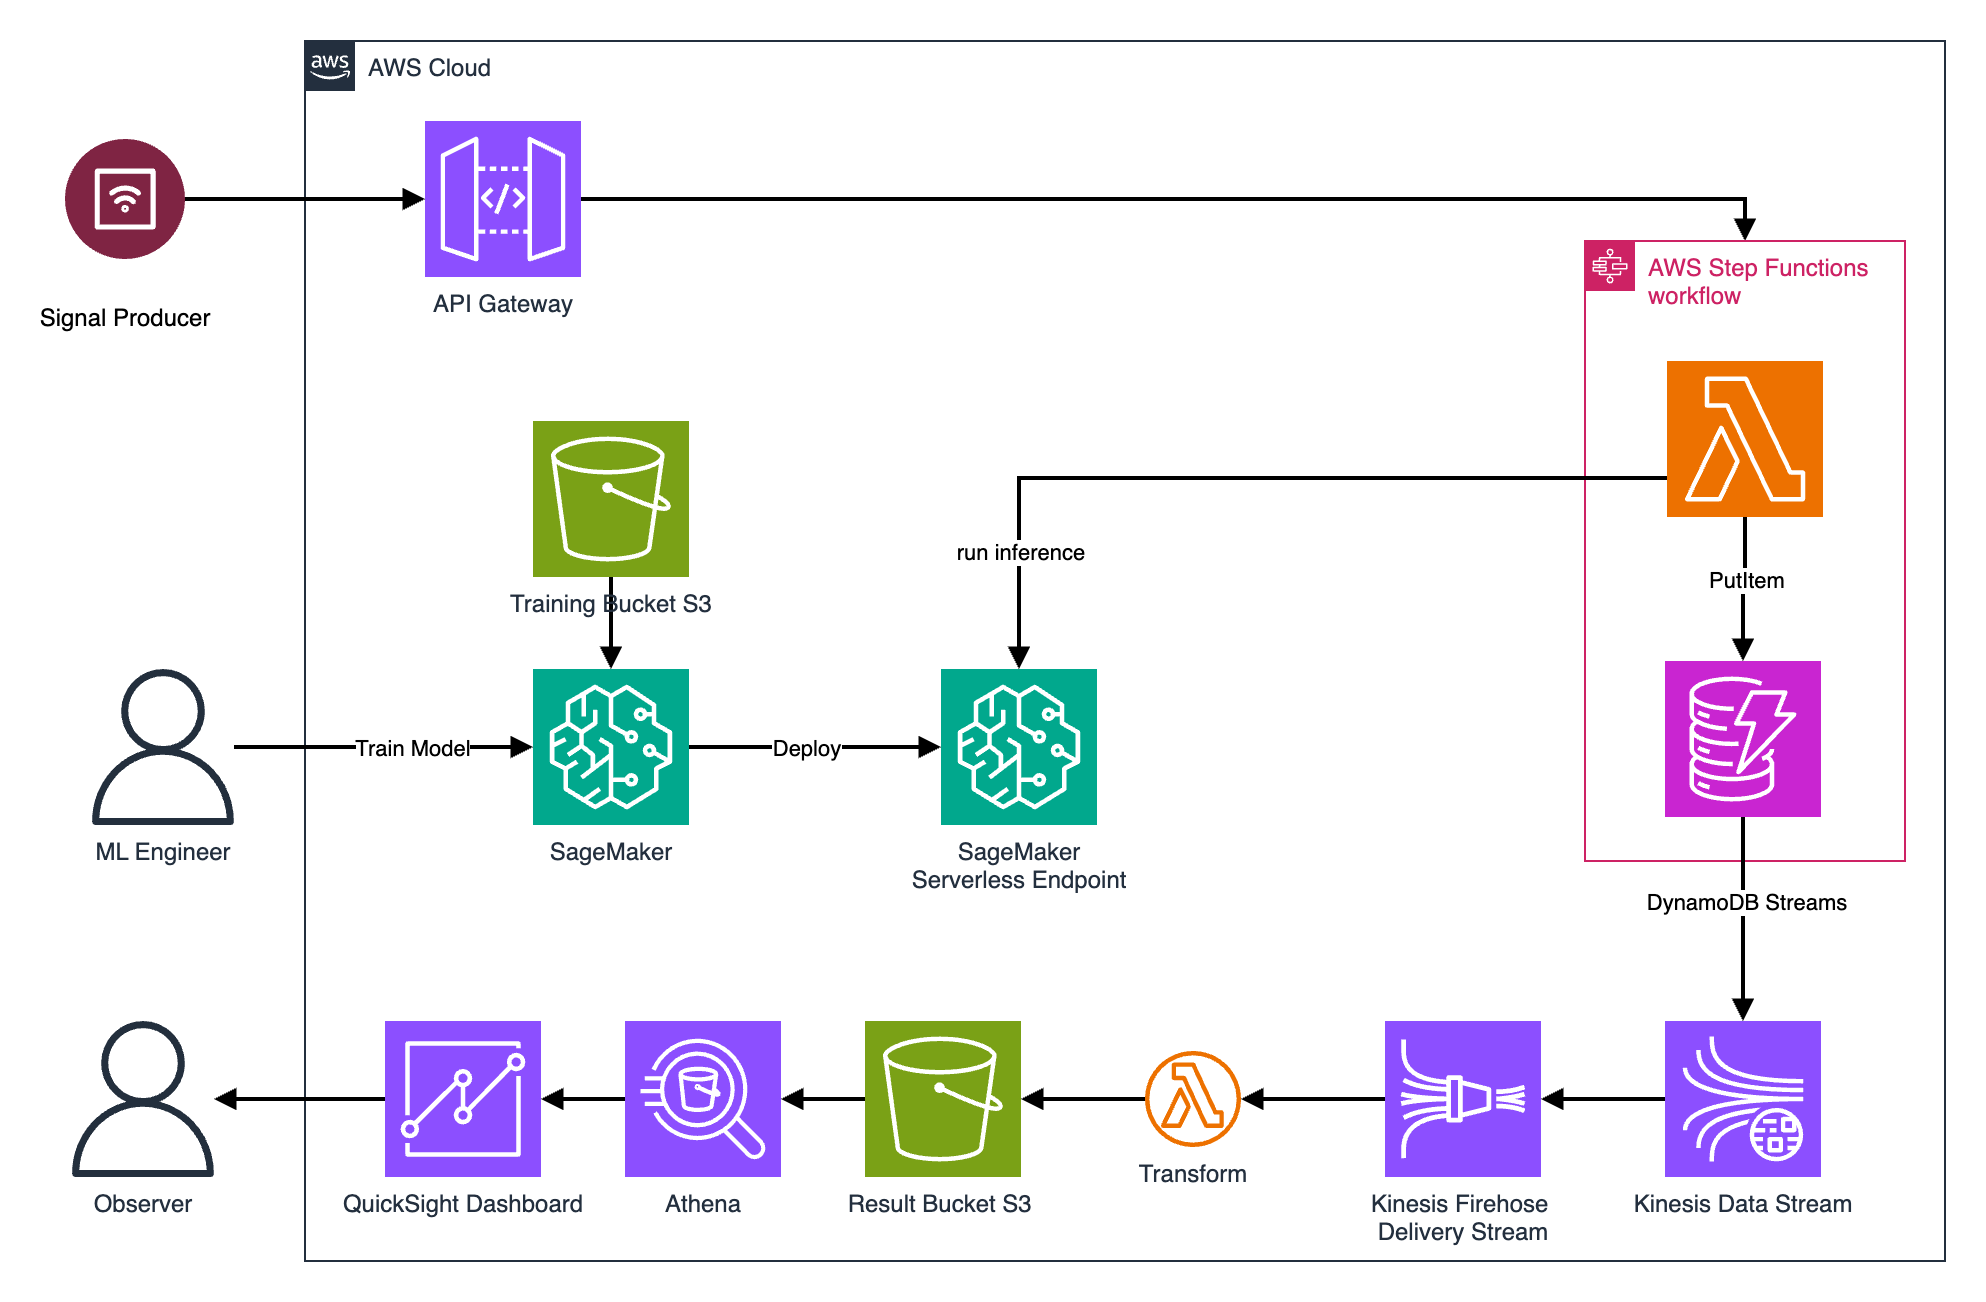 aws
AWS Cloud
Signal Producer
</>
API Gateway
AWS Step Functions
workflow
Training Bucket S3
run inference
PutItem
Train Model
Deploy
ML Engineer
SageMaker
SageMaker
Serverless Endpoint
DynamoDB Streams
Observer
QuickSight Dashboard
Athena
Result Bucket S3
Transform
Kinesis Firehose
Delivery Stream
Kinesis Data Stream